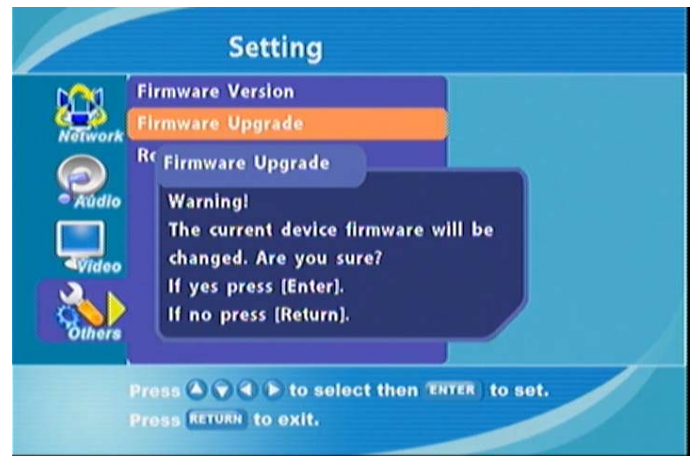 Setting
Firmware Version
Network
Firmware Upgrade
Re
Firmware Upgrade
Audio
Warning!
The current device firmware will be
changed. Are you sure?
Video
If yes press [Enter].
If no press [Return].
Others
Press to select then ENTER to set.
Press RETURN to exit.